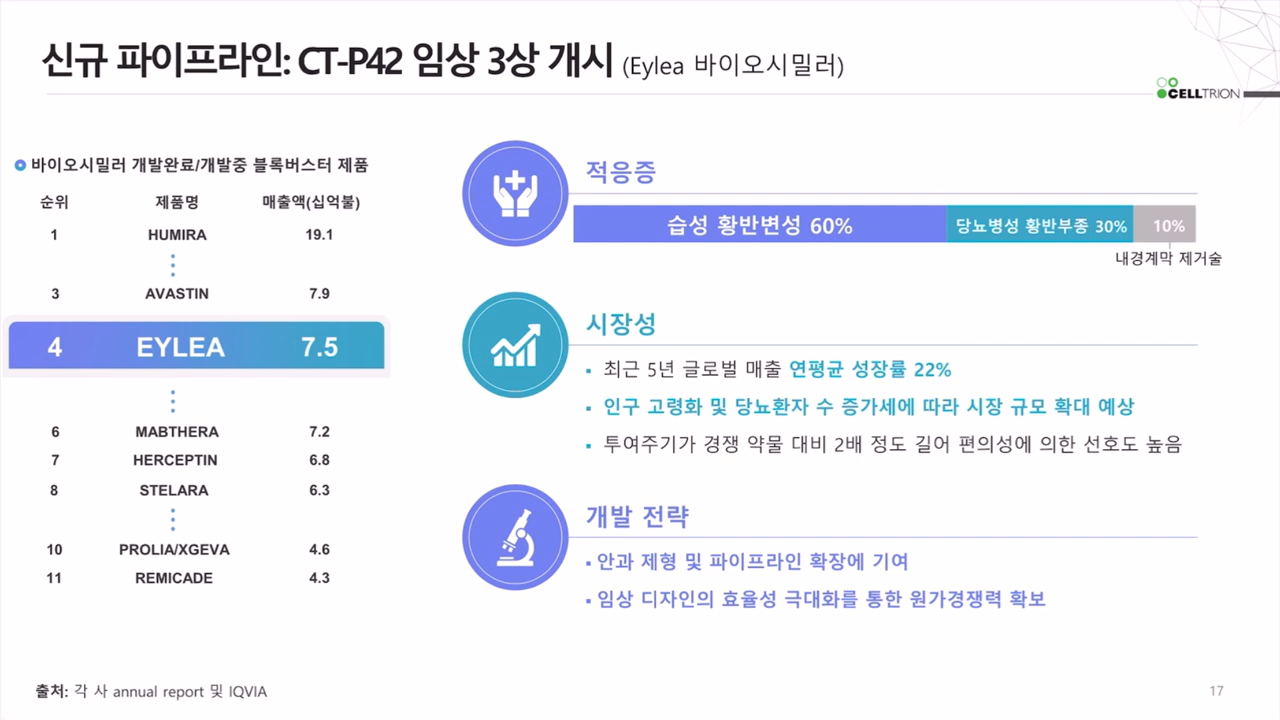 신규 파이프라인: CT-P42 임상 3상 개시 (Eylea 바이오시밀러)
CELLTRION
바이오시밀러 개발완료/개발중 블록버스터 제품
순위 제품명 매출액(십억불)
1 HUMIRA 19.1
3 AVASTIN 7.9
4 EYLEA 7.5
6 MABTHERA 7.2
7 HERCEPTIN 6.8
8 STELARA 6.3
10 PROLIA/XGEVA 4.6
11 REMICADE 4.3
적응증
습성 황반변성 60% 당뇨병성 황반부종 30% 10%
내경계막 제거술
시장성
▪ 최근 5년 글로벌 매출 연평균 성장률 22%
▪ 인구 고령화 및 당뇨환자 수 증가세에 따라 시장 규모 확대 예상
▪ 투여주기가 경쟁 약물 대비 2배 정도 길어 편의성에 의한 선호도 높음
개발 전략
▪ 안과 제형 및 파이프라인 확장에 기여
▪ 임상 디자인의 효율성 극대화를 통한 원가경쟁력 확보
출처: 각 사 annual report 및 IQVIA
17